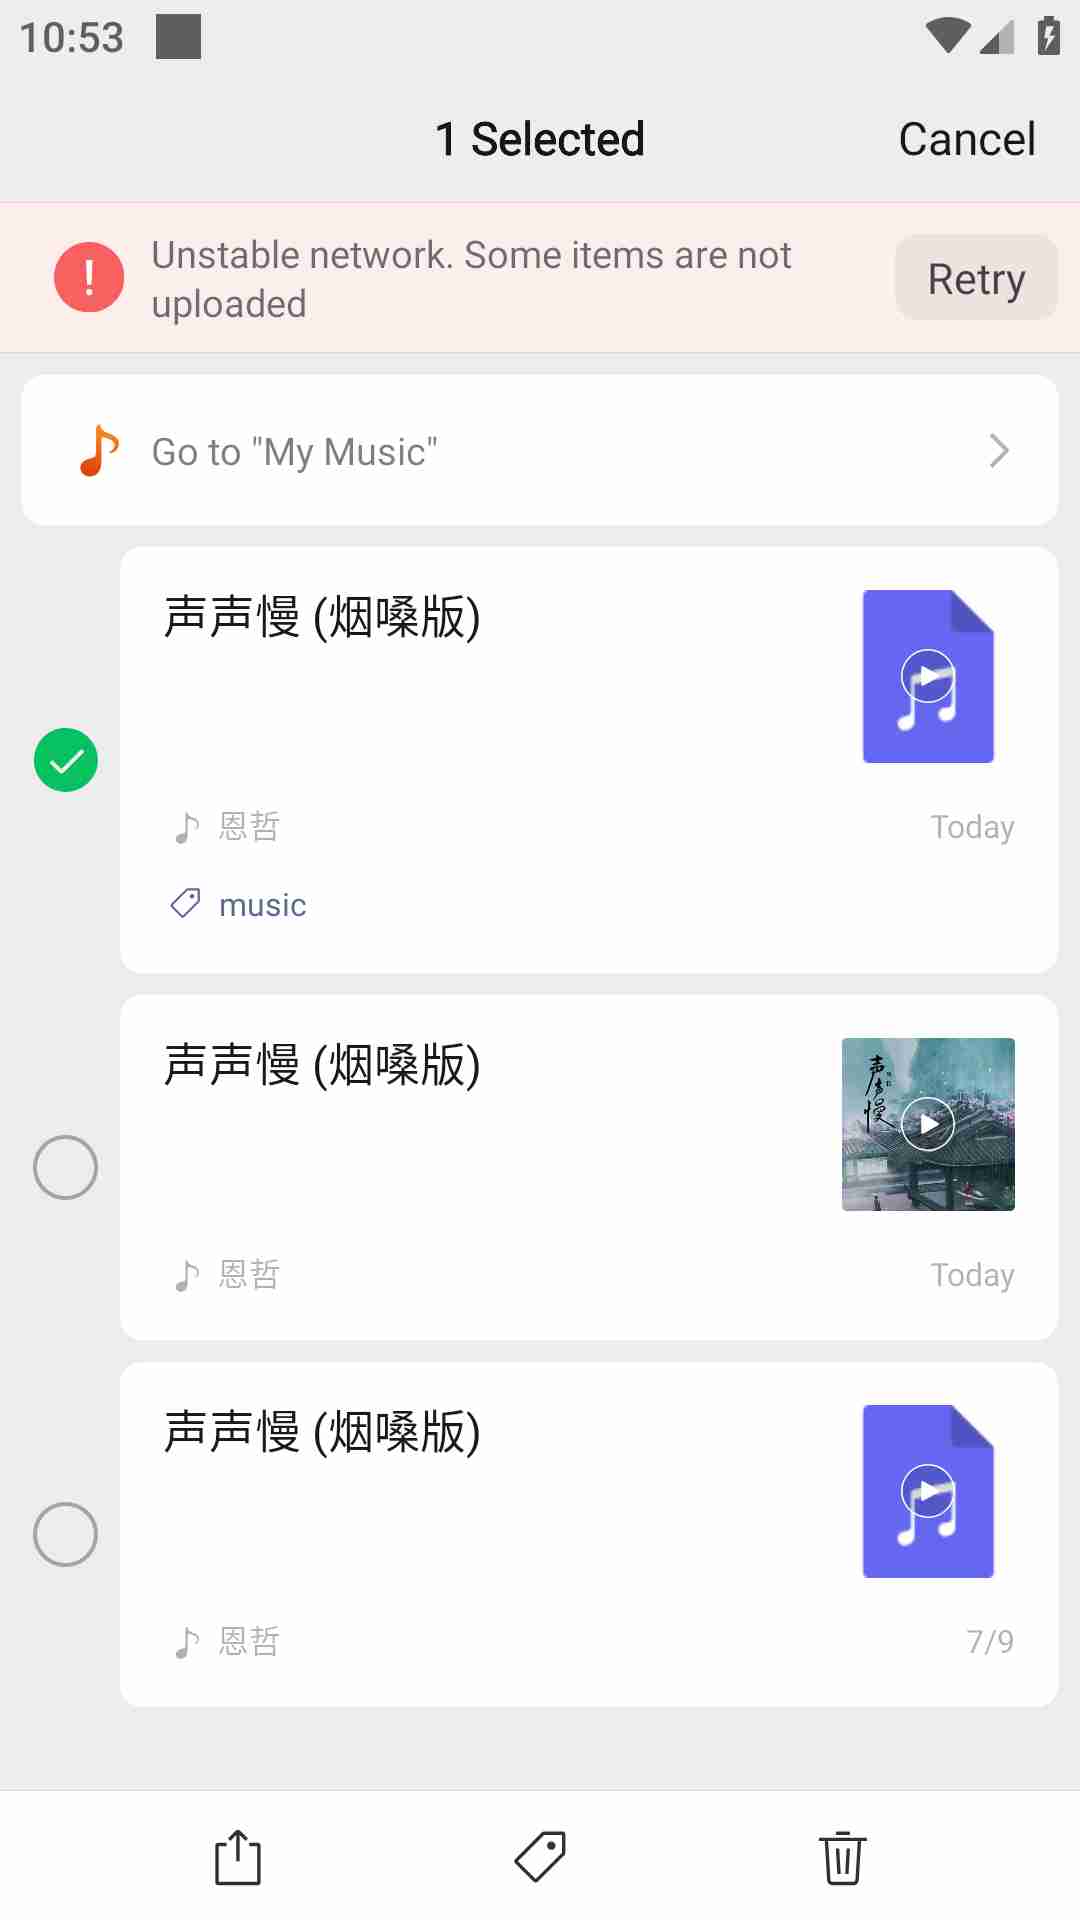 10:53
1 Selected
Cancel
Unstable network. Some items are not
uploaded
Retry
Go to "My Music"
声声慢 (烟嗓版)
恩哲
Today
music
声声慢 (烟嗓版)
声声慢
恩哲
Today
声声慢 (烟嗓版)
恩哲
7/9